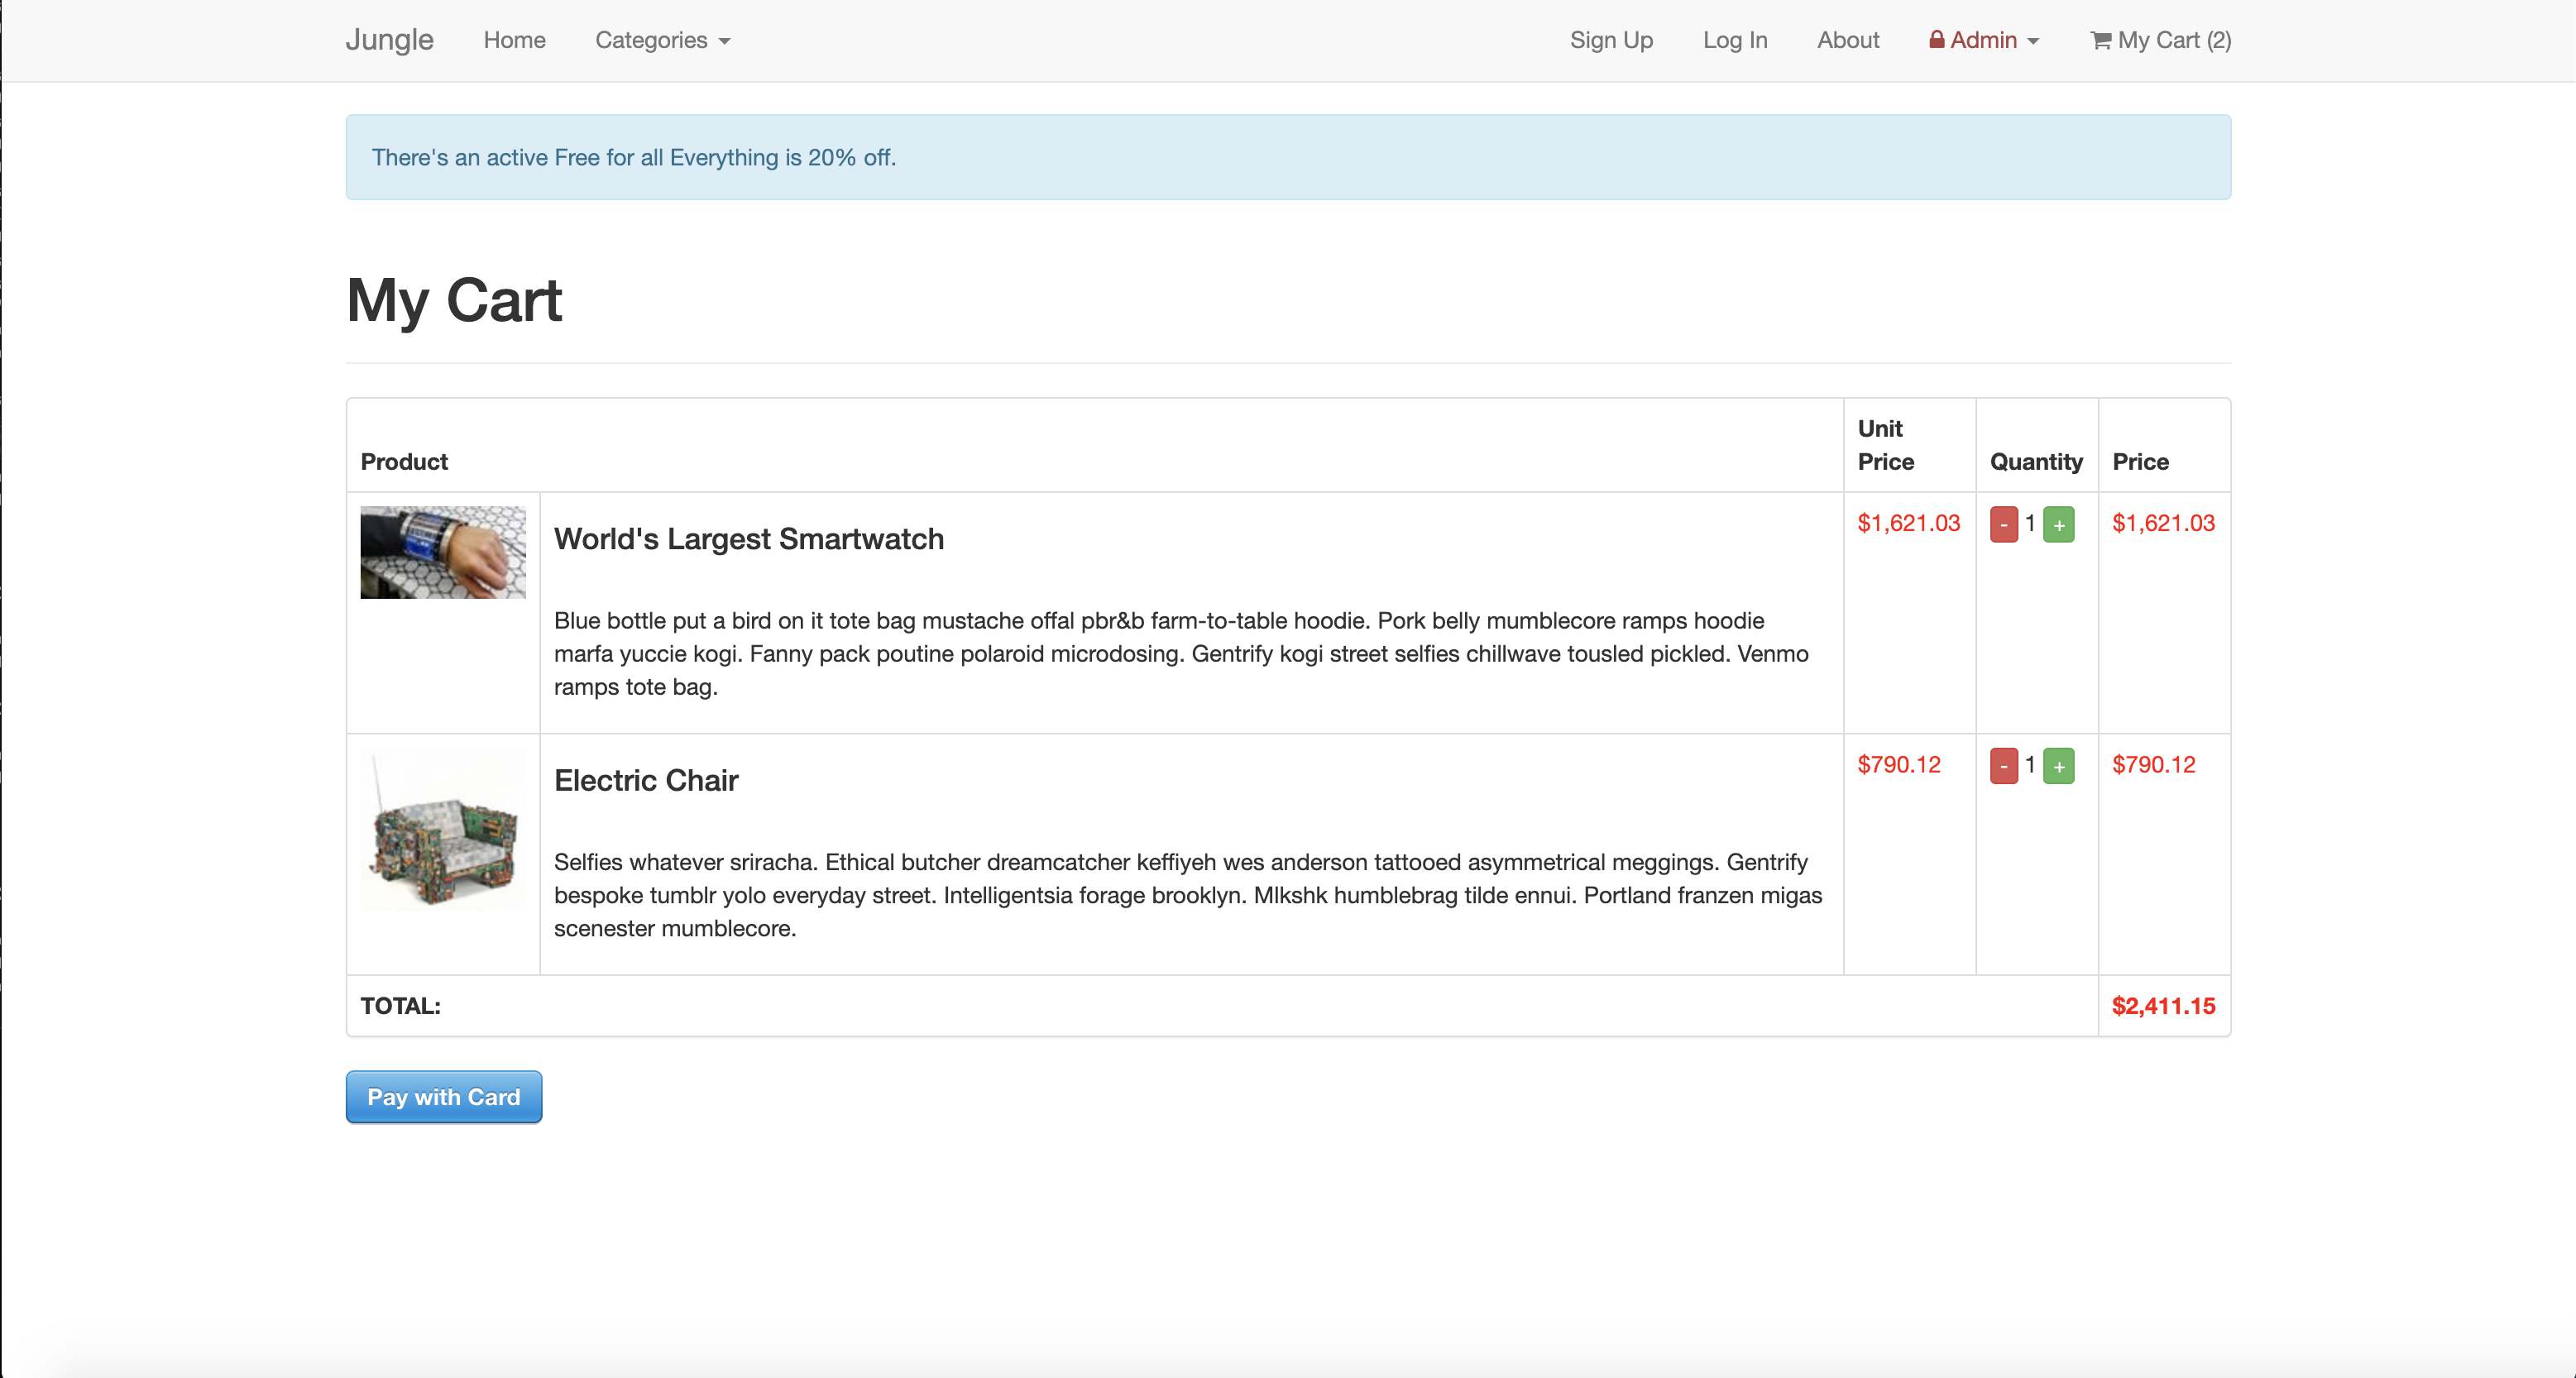 Jungle Home Categories Sign Up Log In About Admin My Cart (2)
There's an active Free for all Everything is 20% off.
My Cart
Product Unit Price Quantity Price
World's Largest Smartwatch $1,621.03 - 1 + $1,621.03
Blue bottle put a bird on it tote bag mustache offal pbr&b farm-to-table hoodie. Pork belly mumblecore ramps hoodie
marfa yuccie kogi. Fanny pack poutine polaroid microdosing. Gentrify kogi street selfies chillwave tousled pickled. Venmo
ramps tote bag.
Electric Chair $790.12 - 1 + $790.12
Selfies whatever sriracha. Ethical butcher dreamcatcher keffiyeh wes anderson tattooed asymmetrical meggings. Gentrify
bespoke tumblr yolo everyday street. Intelligentsia forage brooklyn. Mlkshk humblebrag tilde ennui. Portland franzen migas
scenester mumblecore.
TOTAL: $2,411.15
Pay with Card